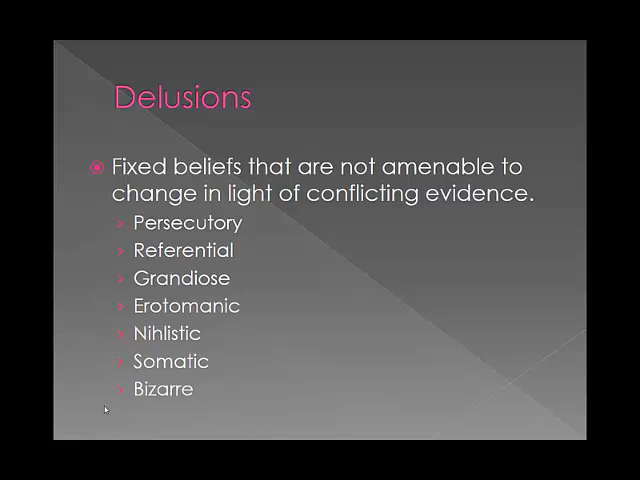 Delusions
Fixed beliefs that are not amenable to
change in light of conflicting evidence.
Persecutory
Referential
Grandiose
Erotomanic
Nihlistic
Somatic
Bizarre